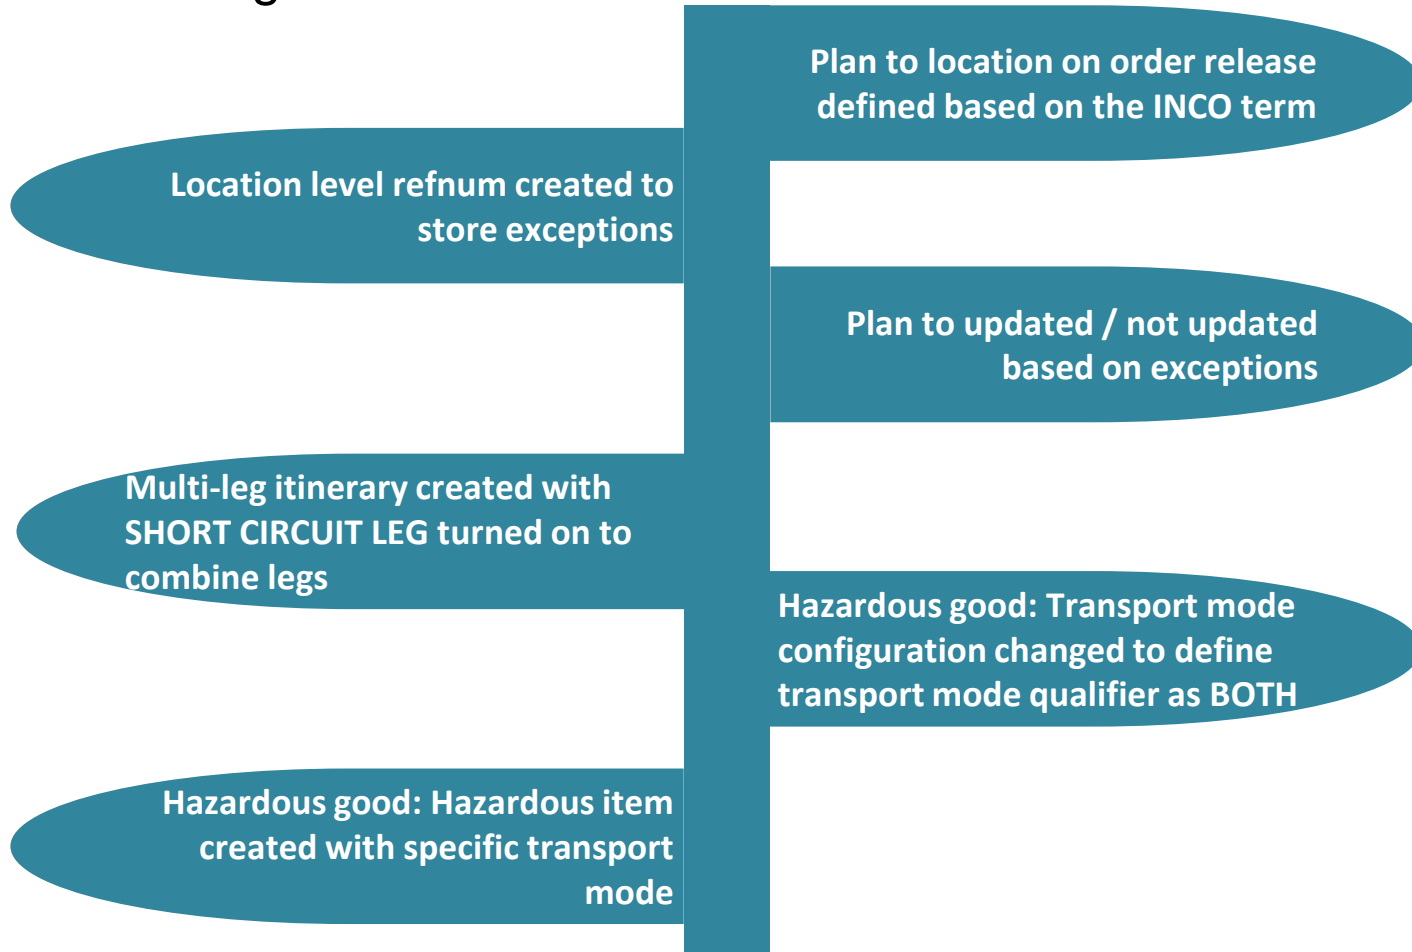 Plan to location on order release
defined based on the INCO term
Location level refnum created to
store exceptions
Plan to updated / not updated
based on exceptions
Multi-leg itinerary created with
SHORT CIRCUIT LEG turned on to
combine legs
Hazardous good: Transport mode
configuration changed to define
transport mode qualifier as BOTH
Hazardous good: Hazardous item
created with specific transport
mode